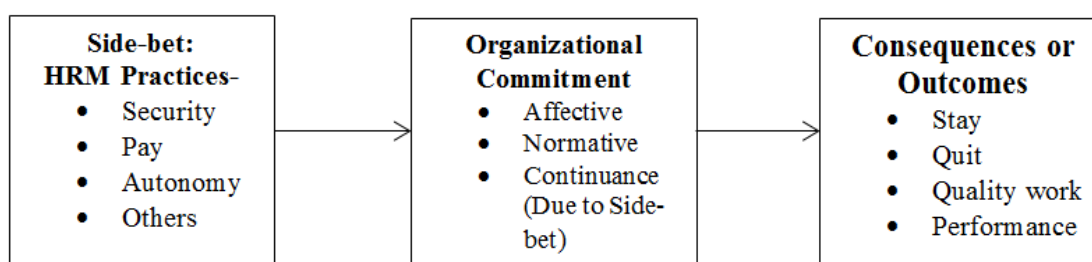 Side-bet:
HRM Practices-
• Security
• Pay
• Autonomy
• Others
Organizational
Commitment
• Affective
• Normative
• Continuance
(Due to Side-
bet)
Consequences or
Outcomes
• Stay
• Quit
• Quality work
• Performance